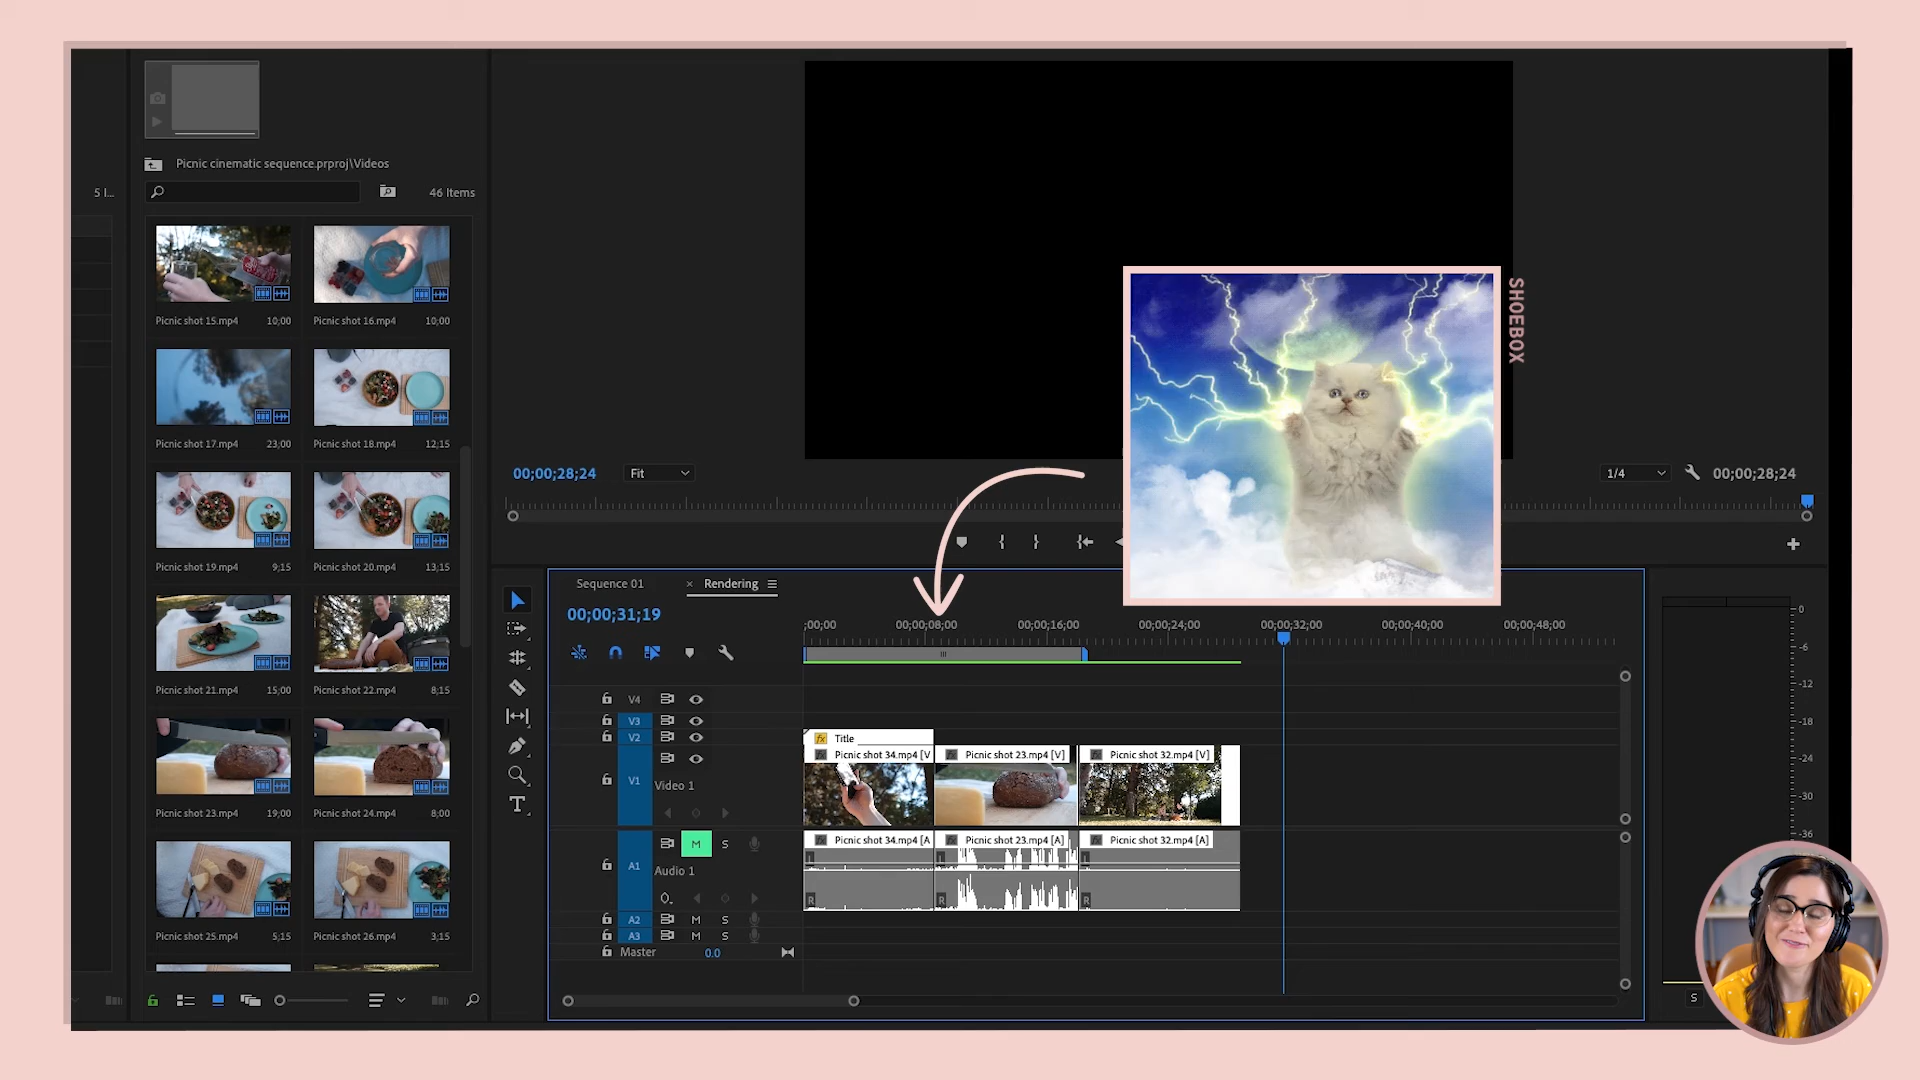 Picnic cinematic sequence.prproj\Videos
5 I...
46 Items
Picnic shot 15.mp4 10;00
Picnic shot 16.mp4 10;00
Picnic shot 17.mp4 23;00
Picnic shot 18.mp4 12;15
Picnic shot 19.mp4 9;15
Picnic shot 20.mp4 13;15
Picnic shot 21.mp4 15;00
Picnic shot 22.mp4 8;15
Picnic shot 23.mp4 19;00
Picnic shot 24.mp4 8;00
Picnic shot 25.mp4 5;15
Picnic shot 26.mp4 3;15
SHOEBOX
00;00;28;24 Fit
1/4 00;00;28;24
Sequence 01 × Rendering
00;00;31;19
;00;00 00;00;08;00 00;00;16;00 00;00;24;00 00;00;32;00 00;00;40;00 00;00;48;00
V4
V3
V2
fx Title
fx Picnic shot 34.mp4 [V
fx Picnic shot 23.mp4 [V]
fx Picnic shot 32.mp4 [V]
V1
Video 1
fx Picnic shot 34.mp4 [A
fx Picnic shot 23.mp4 [A]
fx Picnic shot 32.mp4 [A]
M S
A1
Audio 1
L L L
R R R
A2 M S
A3 M S
Master 0.0
0
-6
-12
-18
-24
-30
-36
S